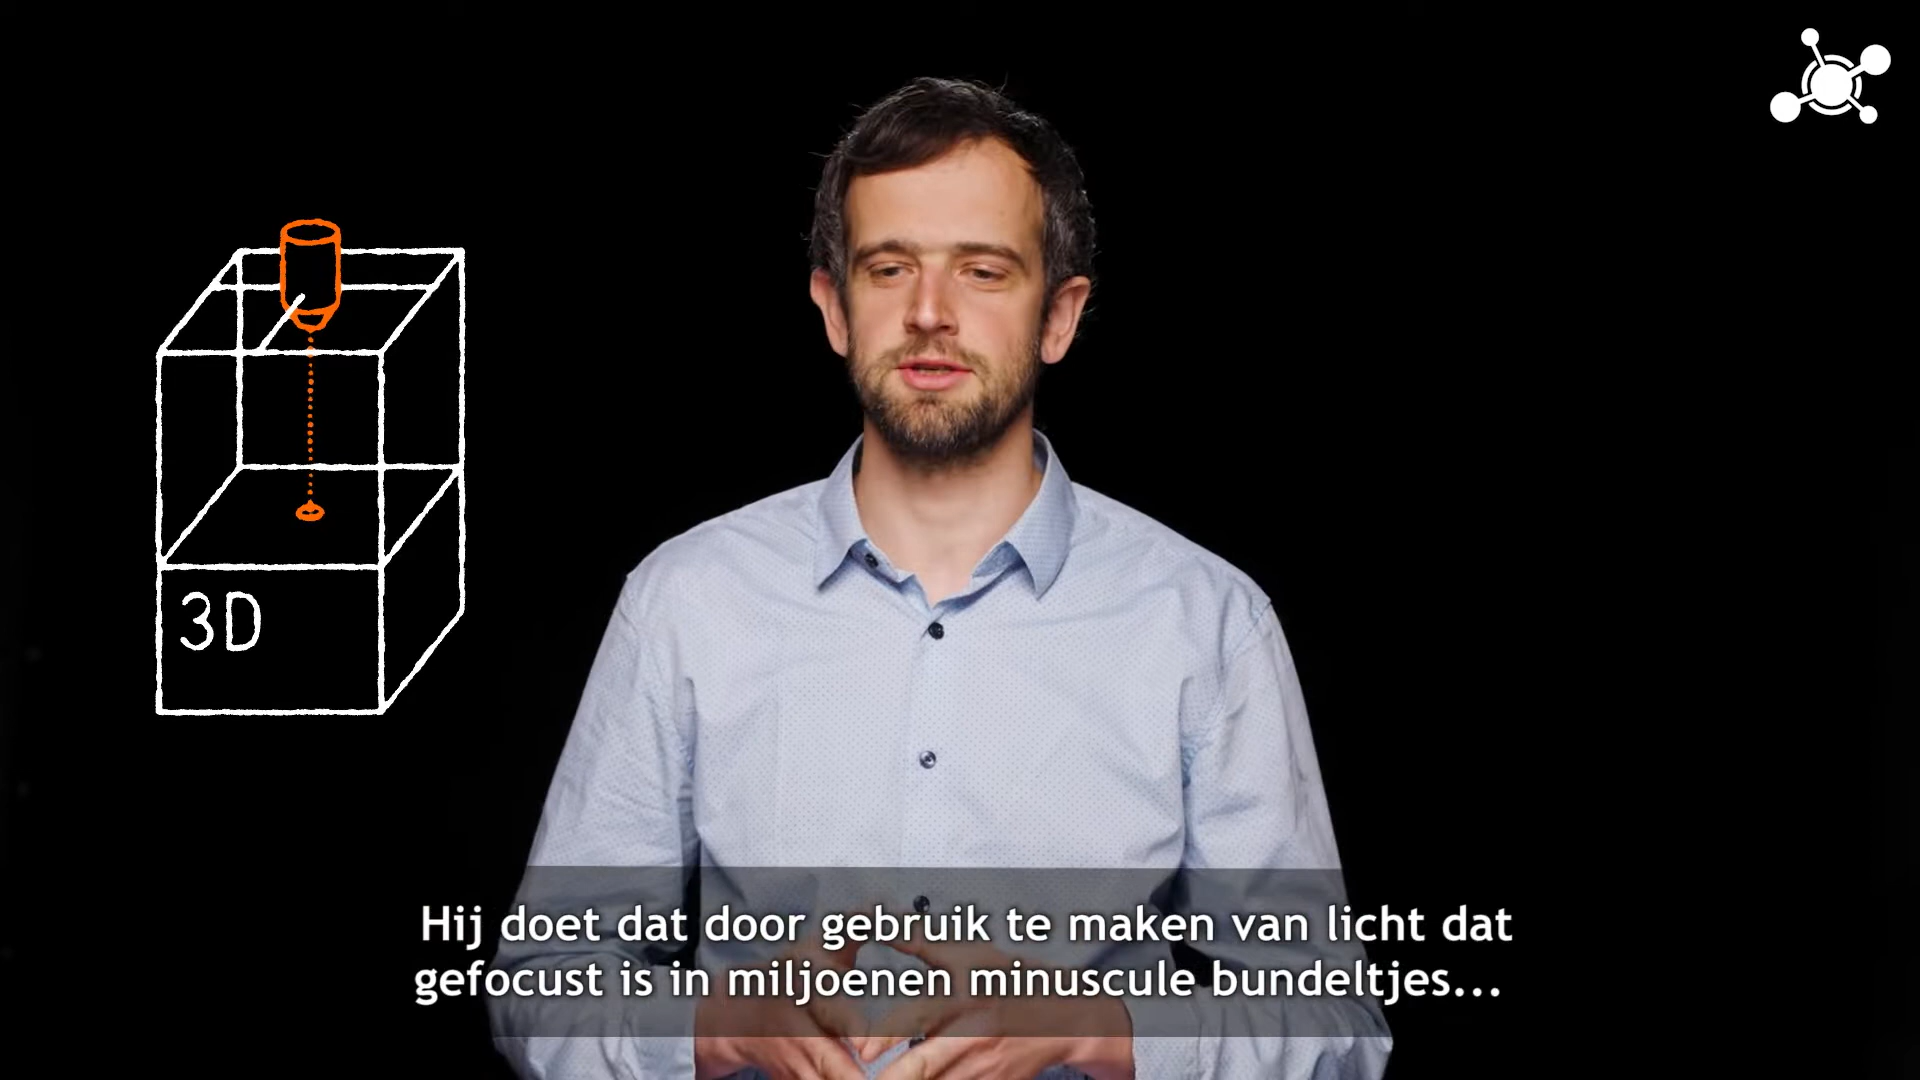 3D
Hij doet dat door gebruik te maken van licht dat
gefocust is in miljoenen minuscule bundeltjes...